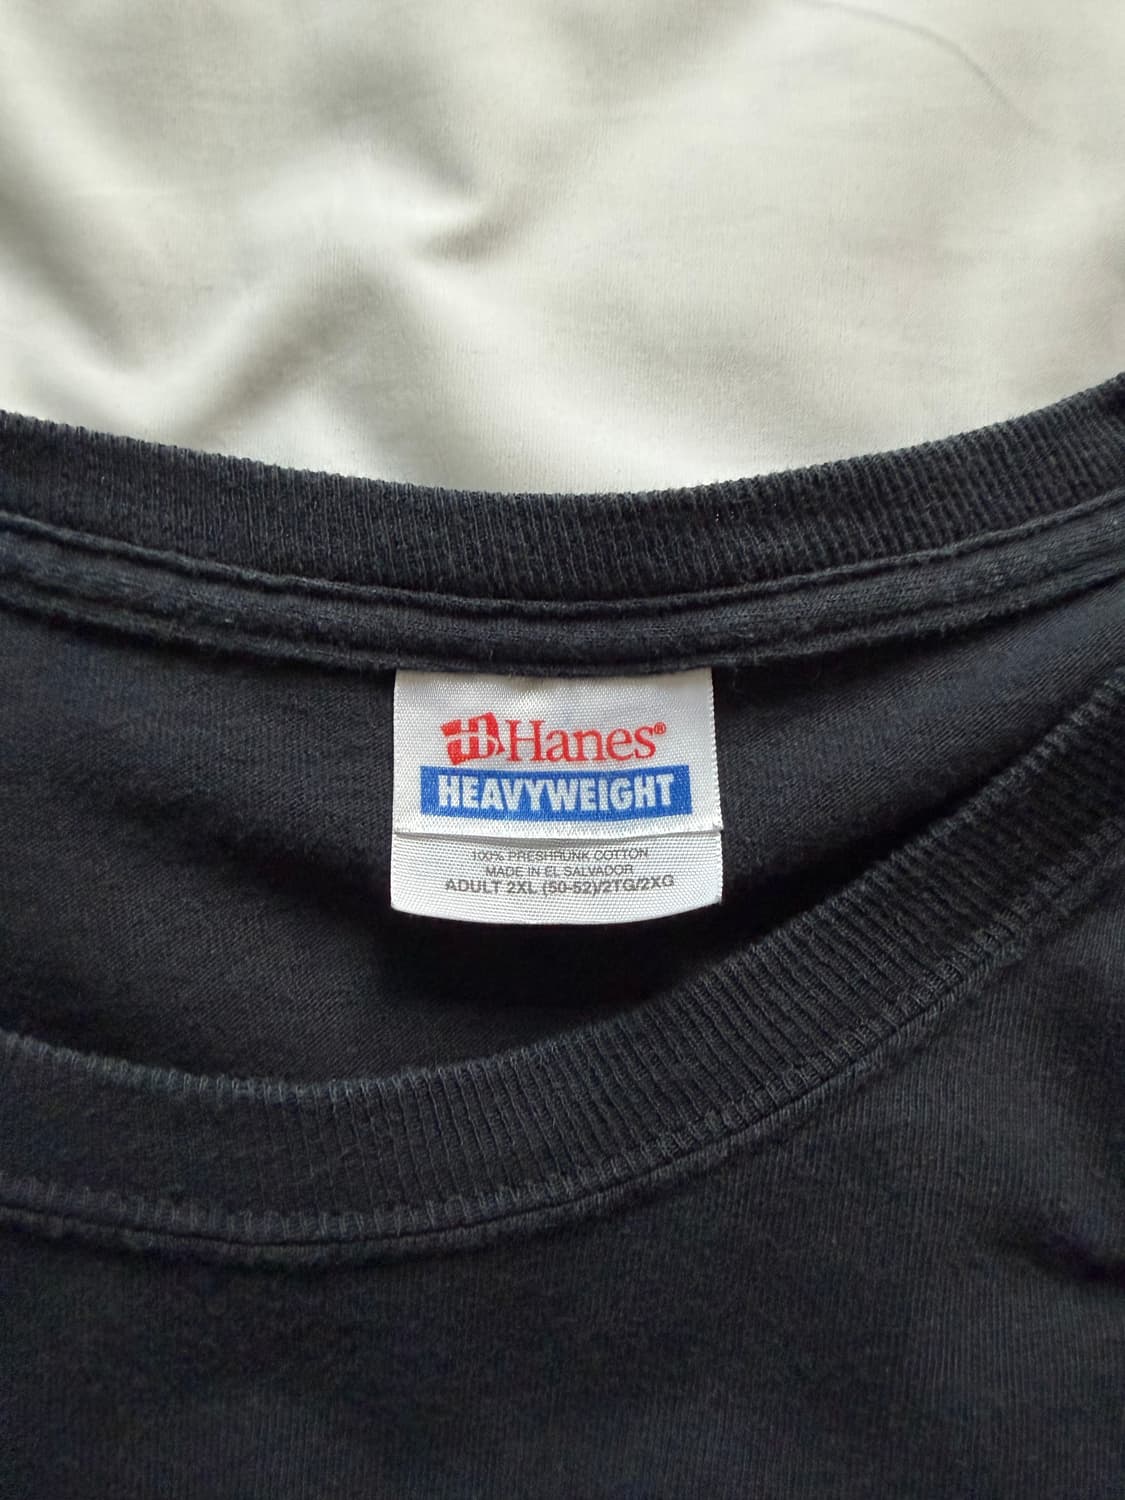 Hanes®
HEAVYWEIGHT
100% PRESHRUNK COTTON
MADE IN EL SALVADOR
ADULT 2XL (50-52)/2TG/2XG